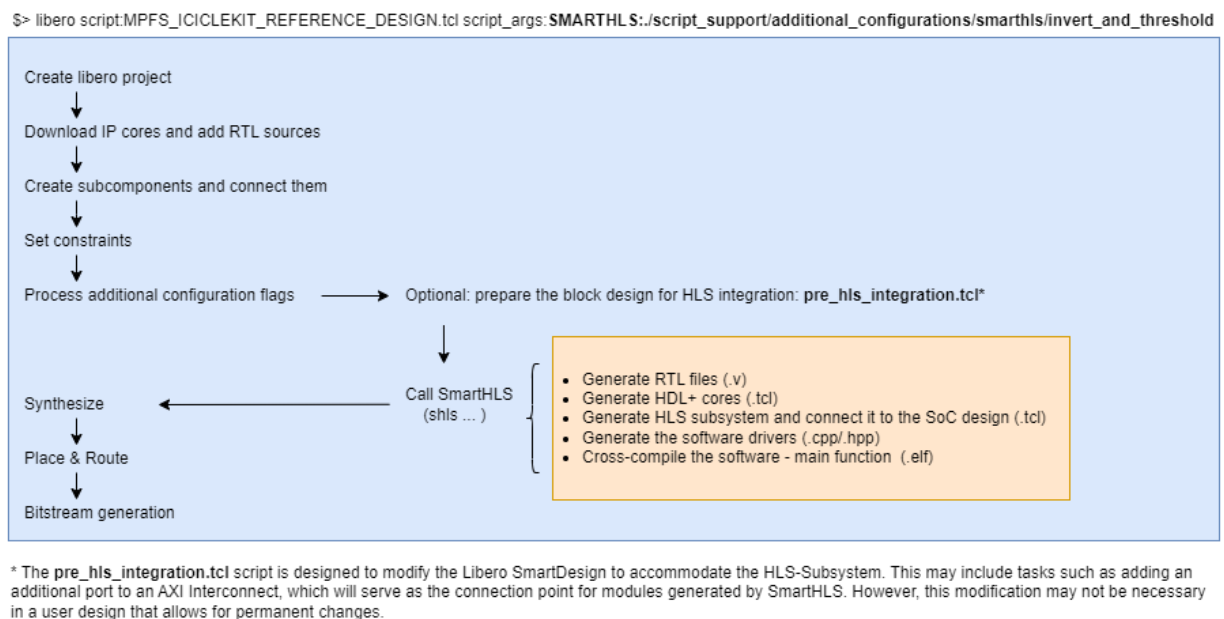 $> libero script:MPFS_ICICLEKIT_REFERENCE_DESIGN.tcl script_args:SMARTHLS:./script_support/additional_configurations/smarthls/invert_and_threshold
Create libero project
Download IP cores and add RTL sources
Create subcomponents and connect them
Set constraints
Process additional configuration flags
Optional: prepare the block design for HLS integration: pre_hls_integration.tcl*
Call SmartHLS
(shls ... )
• Generate RTL files (.v)
• Generate HDL+ cores (.tcl)
• Generate HLS subsystem and connect it to the SoC design (.tcl)
• Generate the software drivers (.cpp/.hpp)
• Cross-compile the software - main function (.elf)
Synthesize
Place & Route
Bitstream generation
* The pre_hls_integration.tcl script is designed to modify the Libero SmartDesign to accommodate the HLS-Subsystem. This may include tasks such as adding an
additional port to an AXI Interconnect, which will serve as the connection point for modules generated by SmartHLS. However, this modification may not be necessary
in a user design that allows for permanent changes.